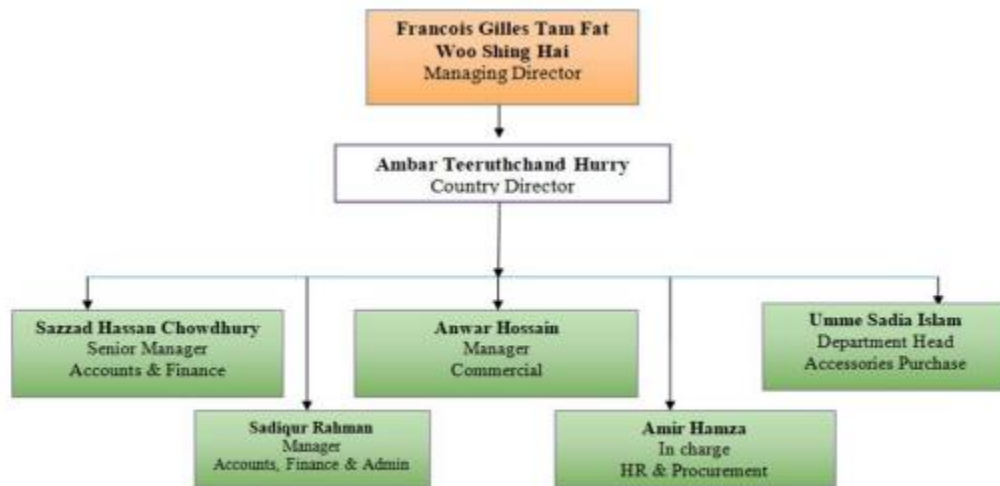 Francois Gilles Tam Fat
Woo Shing Hai
Managing Director
Ambar Teeruthchand Hurry
Country Director
Sazzad Hassan Chowdhury
Senior Manager
Accounts & Finance
Anwar Hossain
Manager
Commercial
Umme Sadia Islam
Department Head
Accessories Purchase
Sadiqur Rahman
Manager
Accounts, Finance & Admin
Amir Hamza
In charge
HR & Procurement